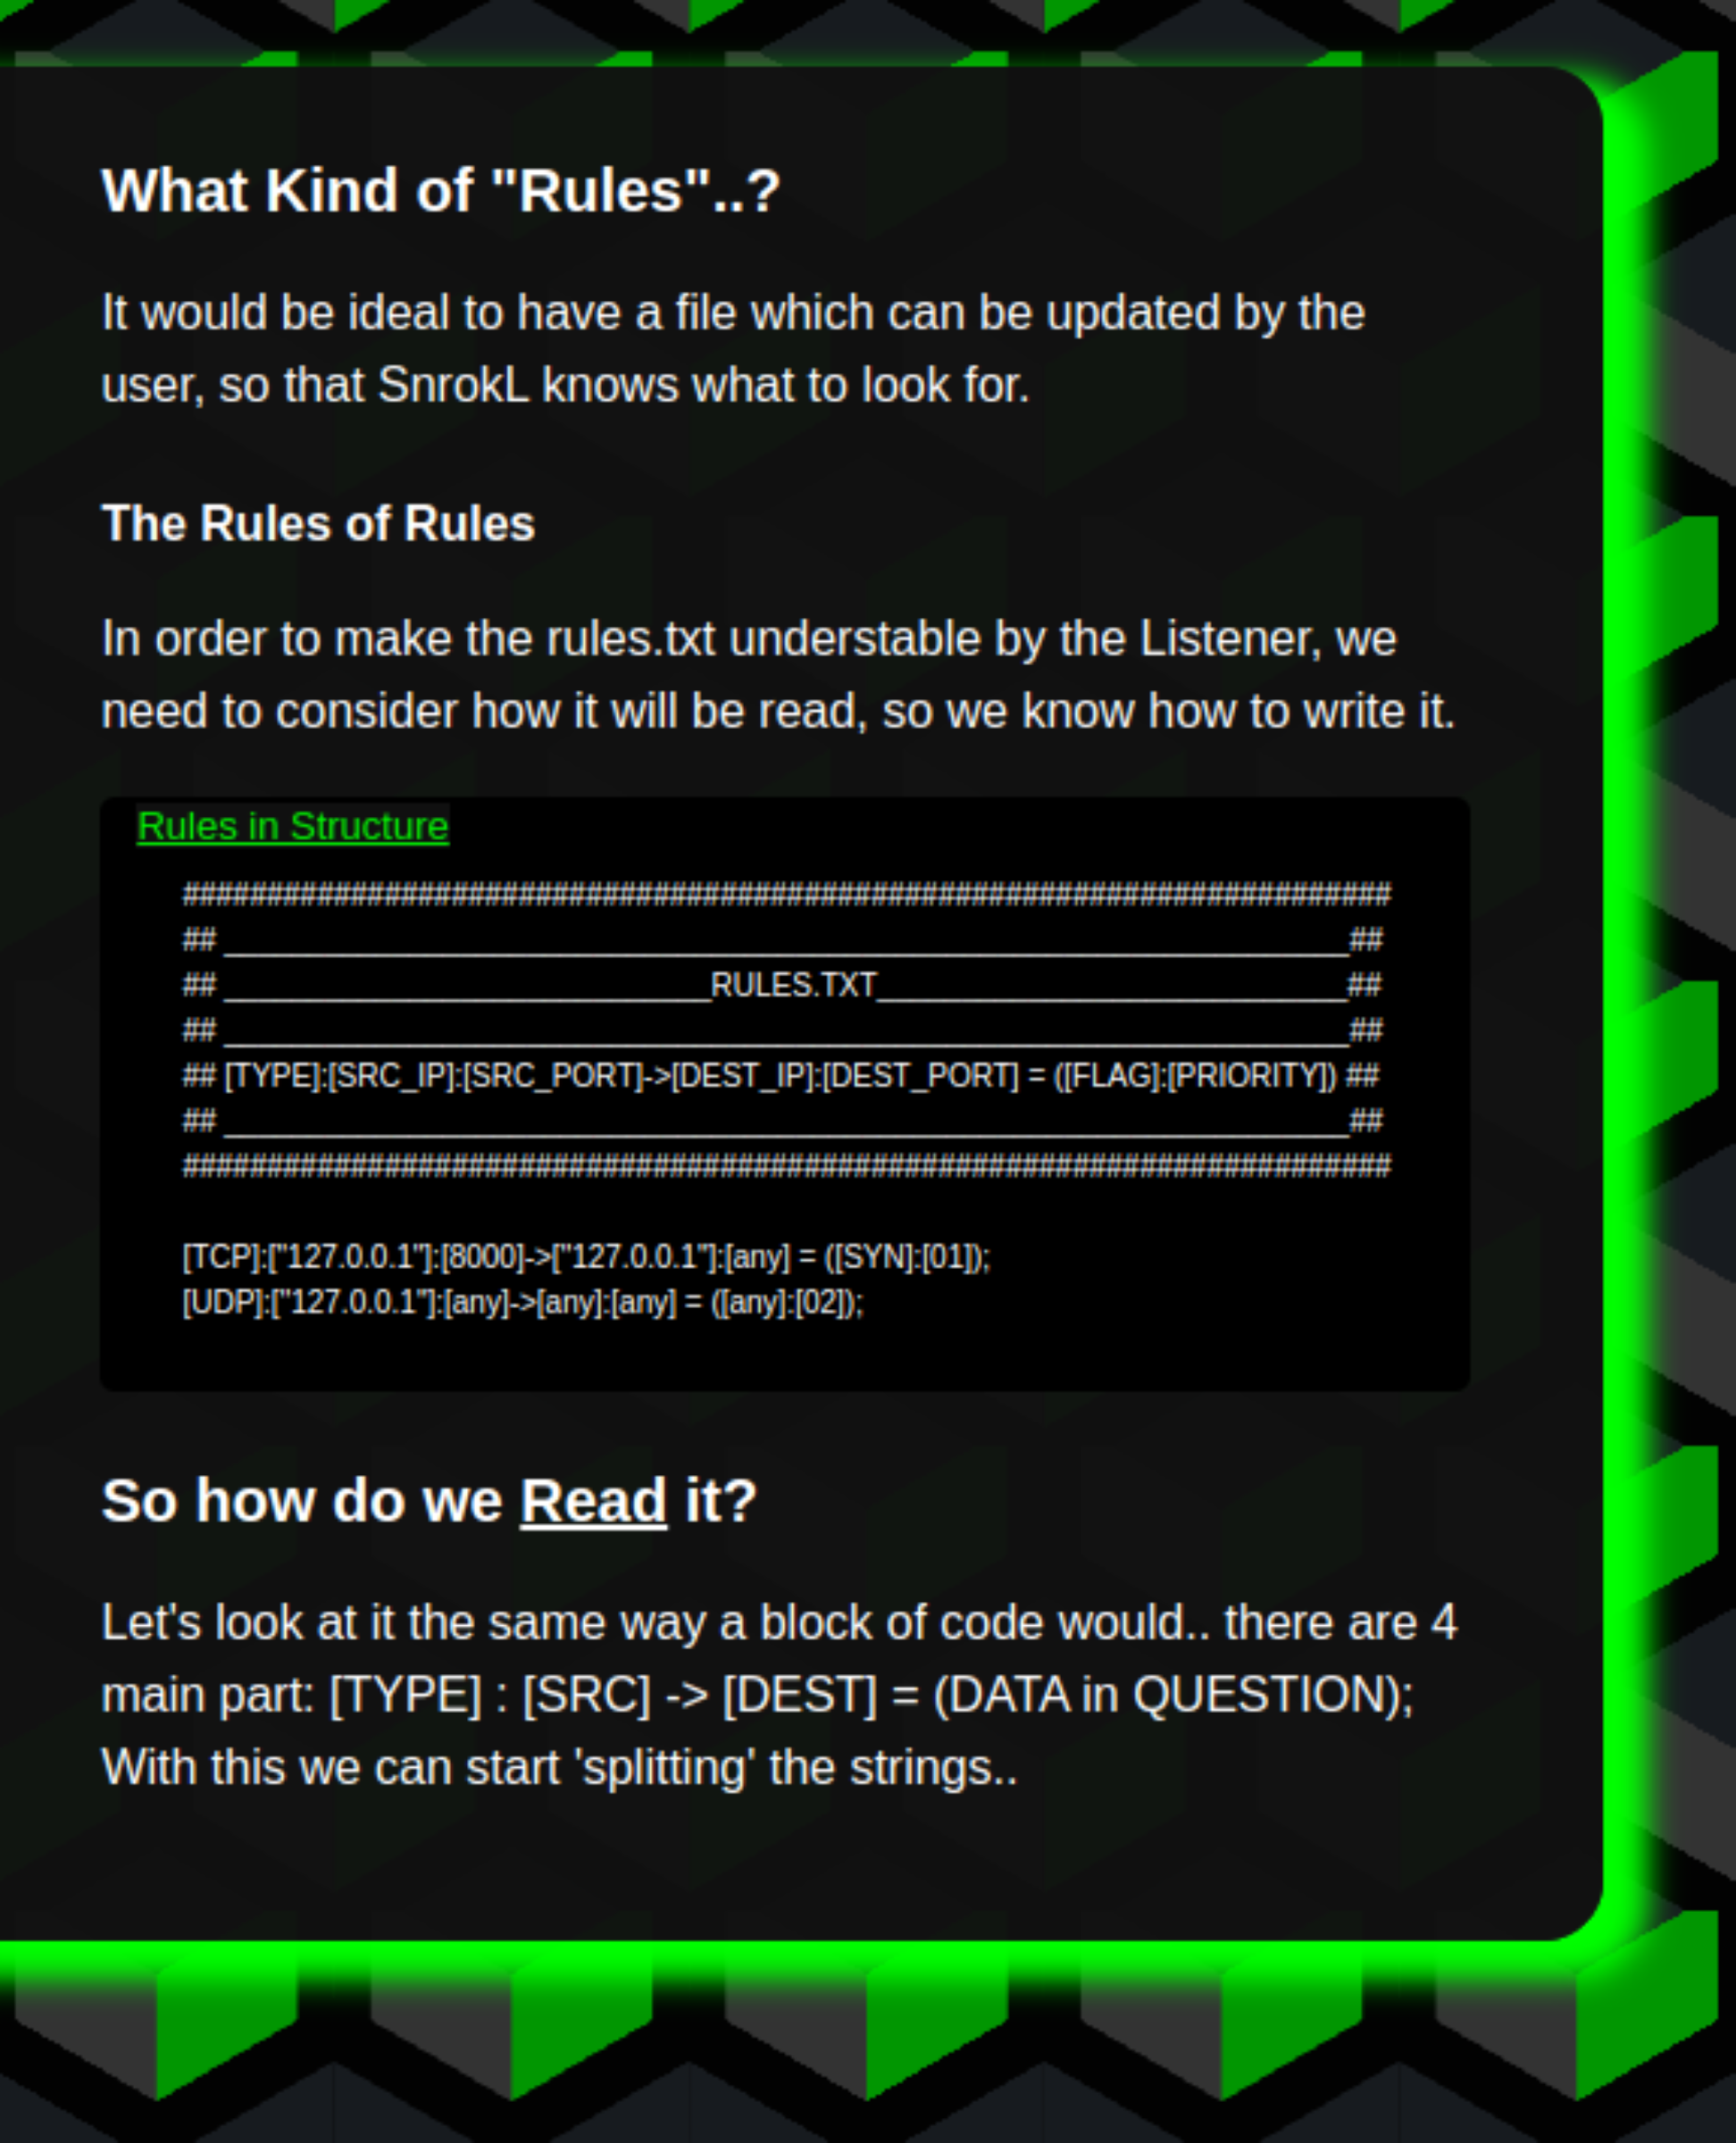 What Kind of "Rules"..?
It would be ideal to have a file which can be updated by the
user, so that SnrokL knows what to look for.
The Rules of Rules
In order to make the rules.txt understable by the Listener, we
need to consider how it will be read, so we know how to write it.
Rules in Structure
########################################################################
## ___________________________________________________________________##
## _____________________________RULES.TXT____________________________##
## ___________________________________________________________________##
## [TYPE]:[SRC_IP]:[SRC_PORT]->[DEST_IP]:[DEST_PORT] = ([FLAG]:[PRIORITY]) ##
## ___________________________________________________________________##
########################################################################
[TCP]:["127.0.0.1"]:[8000]->["127.0.0.1"]:[any] = ([SYN]:[01]);
[UDP]:["127.0.0.1"]:[any]->[any]:[any] = ([any]:[02]);
So how do we Read it?
Let's look at it the same way a block of code would.. there are 4
main part: [TYPE] : [SRC] -> [DEST] = (DATA in QUESTION);
With this we can start 'splitting' the strings..